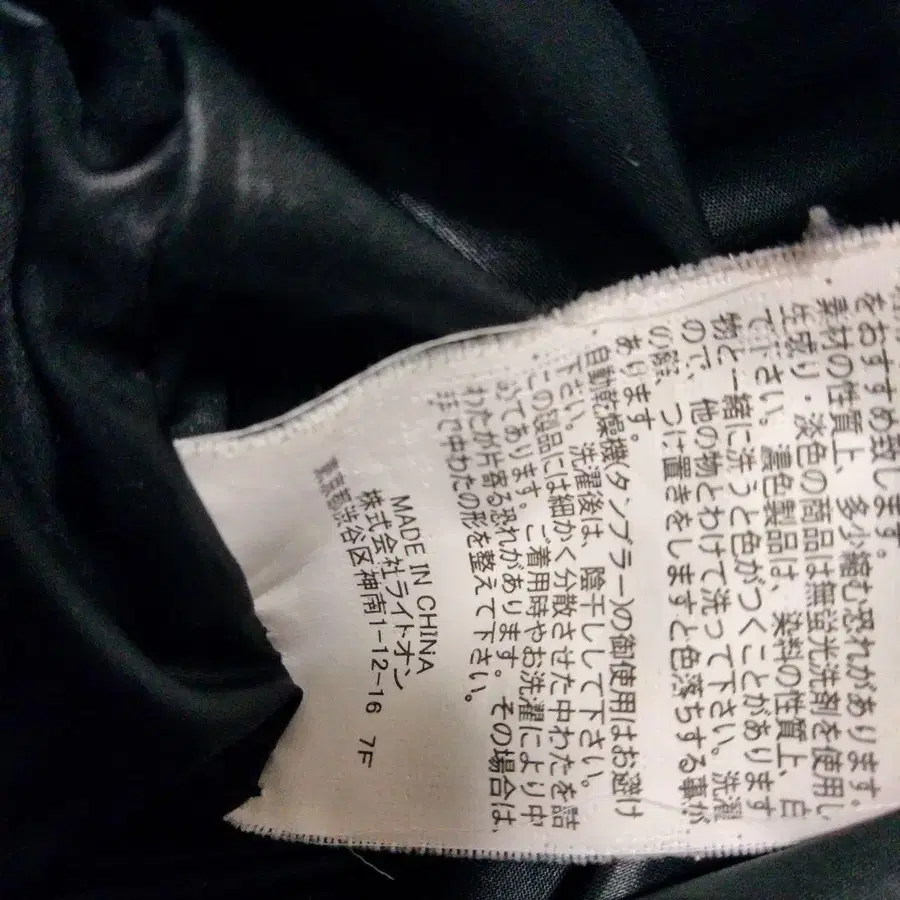 をおすすめ致します。
素材の性質上、多少縮む恐れがあります。
生成り・淡色の商品は無蛍光洗剤を使用し
て下さい。濃色製品は、染料の性質上、白
物と一緒に洗うと色がつくことがあります
ので、他の物とわけて洗って下さい。洗濯
の際、つけ置きをしますと色落ちする事が
あります。
自動乾燥機(タンブラー)の御使用はお避け
下さい。洗濯後は、陰干しして下さい。
この製品には細かく分散させた中わたを詰
めてあります。ご着用時やお洗濯により中
わたが片寄る恐れがあります。その場合は、
手で中わたの形を整えて下さい。
MADE IN CHINA
株式会社ライトオン
東京都渋谷区神南1-12-16 7F